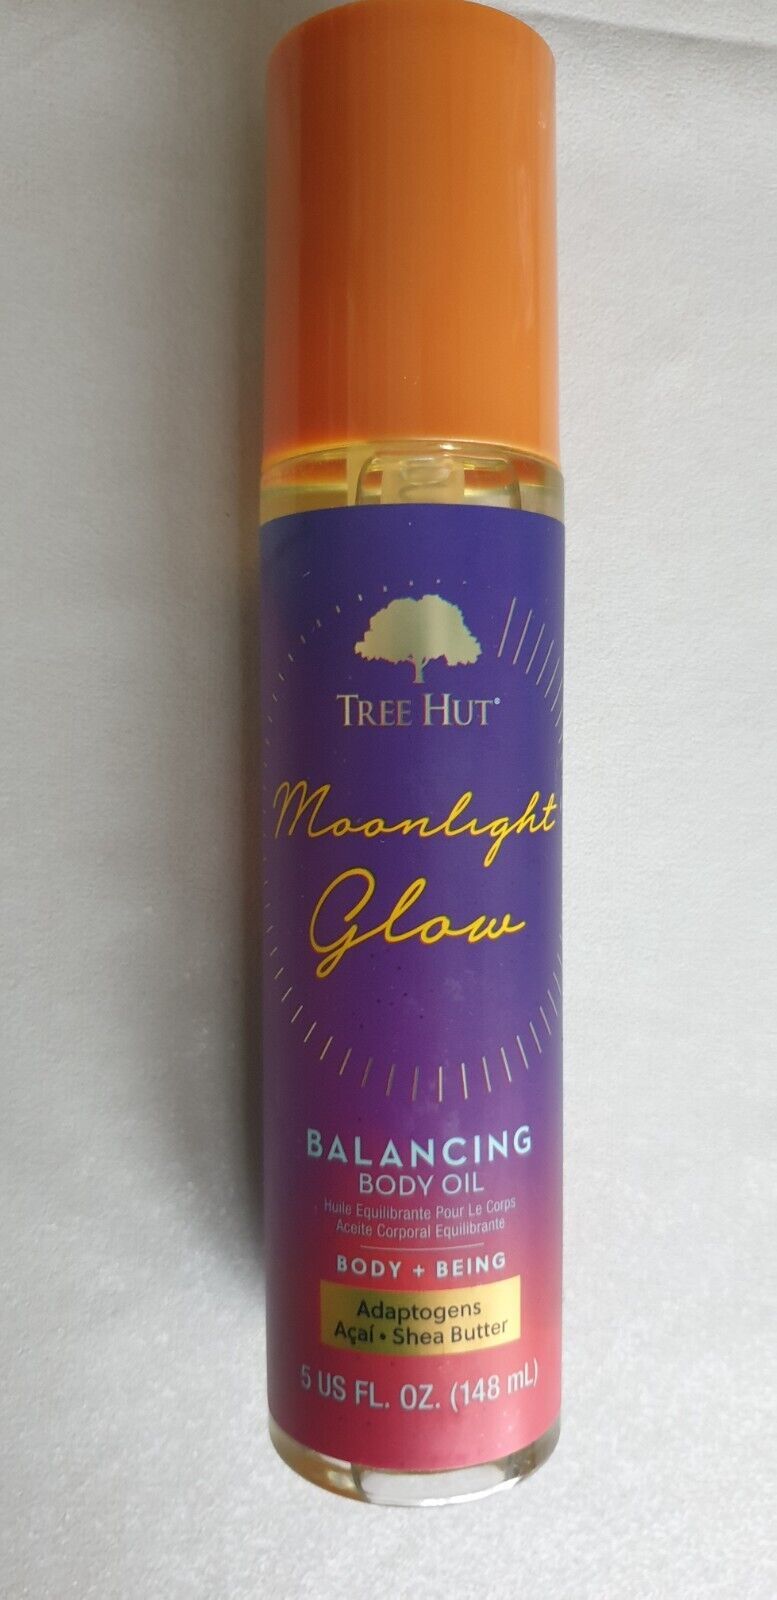 TREE HUT®
Moonlight
Glow
BALANCING
BODY OIL
Huile Equilibrante Pour Le Corps
Aceite Corporal Equilibrante
BODY + BEING
Adaptogens
Açaí • Shea Butter
5 US FL. OZ. (148 mL)